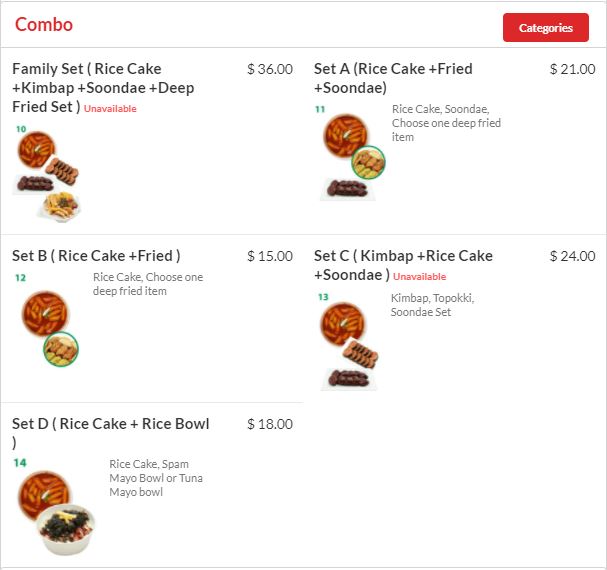 Combo
Categories
Family Set ( Rice Cake
+Kimbap +Soondae +Deep
Fried Set ) Unavailable
$ 36.00
10
Set A (Rice Cake +Fried
+Soondae)
$ 21.00
11
Rice Cake, Soondae,
Choose one deep fried
item
Set B ( Rice Cake +Fried )
$ 15.00
12
Rice Cake, Choose one
deep fried item
Set C ( Kimbap +Rice Cake
+Soondae ) Unavailable
$ 24.00
13
Kimbap, Topokki,
Soondae Set
Set D ( Rice Cake + Rice Bowl
)
$ 18.00
14
Rice Cake, Spam
Mayo Bowl or Tuna
Mayo bowl